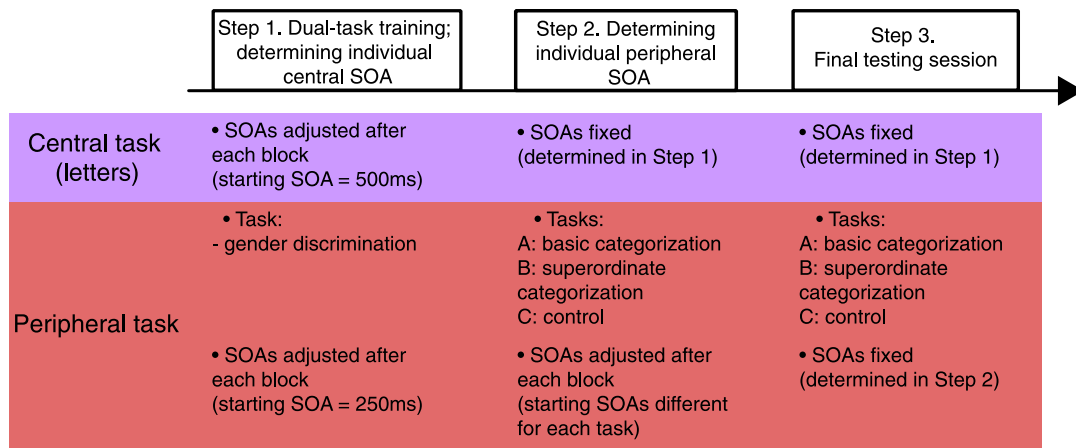 Step 1. Dual-task training;
determining individual
central SOA
Step 2. Determining
individual peripheral
SOA
Step 3.
Final testing session
Central task
(letters)
• SOAs adjusted after
each block
(starting SOA = 500ms)
• SOAs fixed
(determined in Step 1)
• SOAs fixed
(determined in Step 1)
Peripheral task
• Task:
- gender discrimination
• Tasks:
A: basic categorization
B: superordinate
categorization
C: control
• Tasks:
A: basic categorization
B: superordinate
categorization
C: control
• SOAs adjusted after
each block
(starting SOA = 250ms)
• SOAs adjusted after
each block
(starting SOAs different
for each task)
• SOAs fixed
(determined in Step 2)